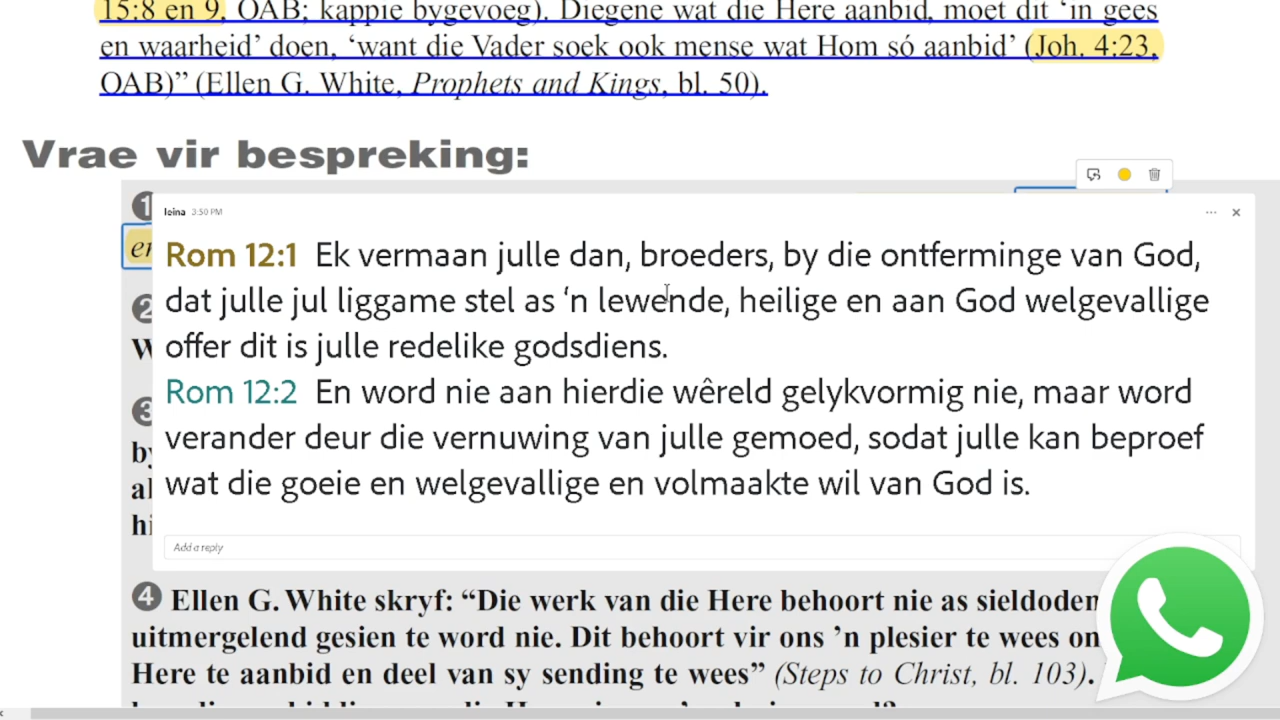 15:8 en 9, OAB; kappie bygevoeg). Diegene wat die Here aanbid, moet dit ‘in gees
en waarheid’ doen, ‘want die Vader soek ook mense wat Hom só aanbid’ (Joh. 4:23,
OAB)” (Ellen G. White, Prophets and Kings, bl. 50).
Vrae vir bespreking:
1
leina 3:50 PM
Rom 12:1 Ek vermaan julle dan, broeders, by die ontferminge van God,
dat julle jul liggame stel as ‘n lewende, heilige en aan God welgevallige
offer dit is julle redelike godsdiens.
Rom 12:2 En word nie aan hierdie wêreld gelykvormig nie, maar word
verander deur die vernuwing van julle gemoed, sodat julle kan beproef
wat die goeie en welgevallige en volmaakte wil van God is.
Add a reply
2
3
4 Ellen G. White skryf: “Die werk van die Here behoort nie as sieldoden
uitmergelend gesien te word nie. Dit behoort vir ons ’n plesier te wees
Here te aanbid en deel van sy sending te wees” (Steps to Christ, bl. 103).